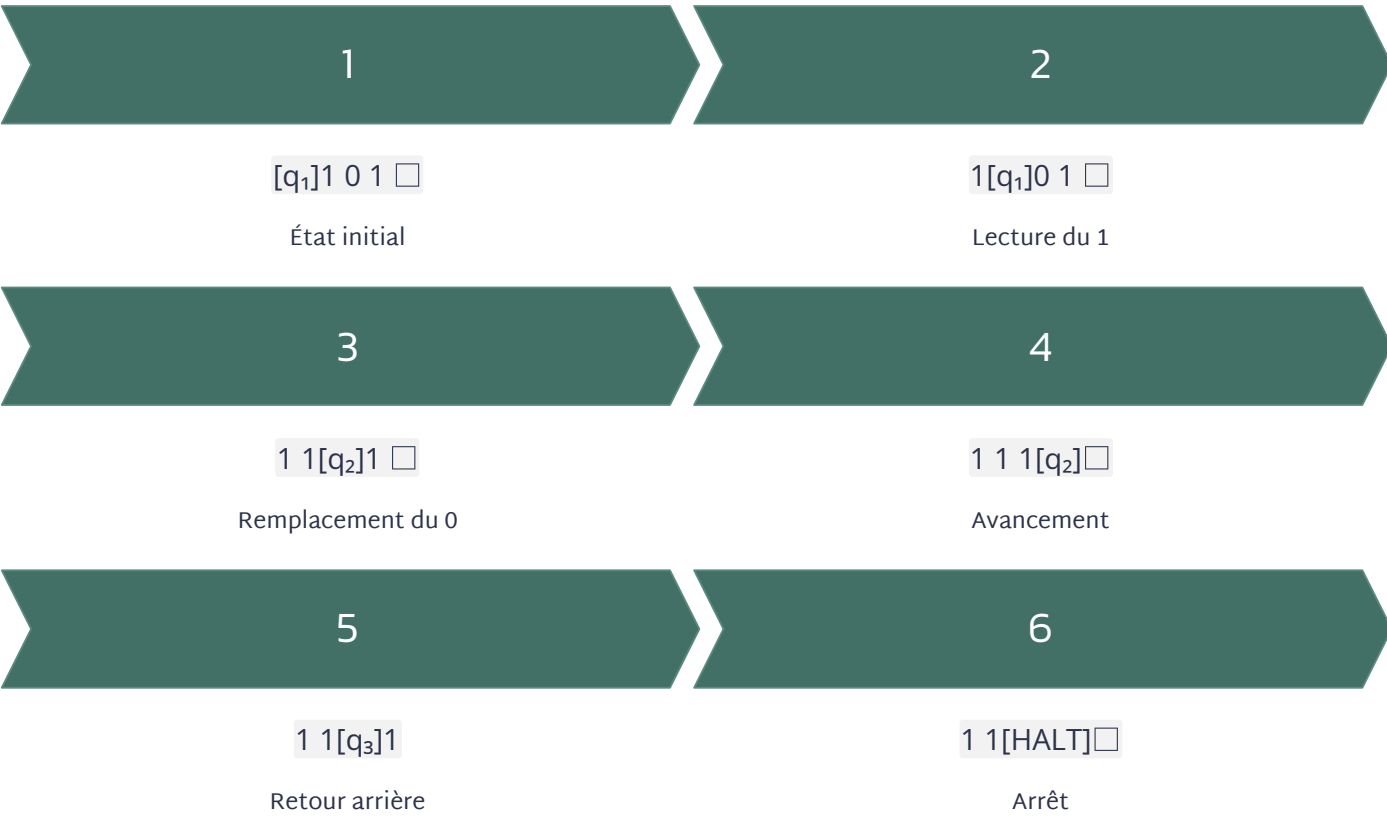 1
2
[q₁]1 0 1 □
1[q₁]0 1 □
État initial
Lecture du 1
3
4
1 1[q₂]1 □
1 1 1[q₂]□
Remplacement du 0
Avancement
5
6
1 1[q₃]1
1 1[HALT]□
Retour arrière
Arrêt